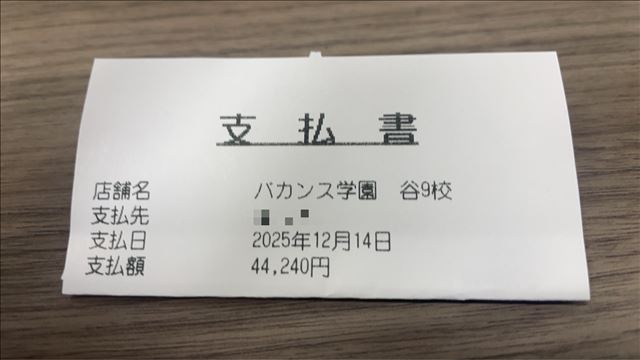 支払書
店舗名 バカンス学園 谷9校
支払先
支払日 2025年12月14日
支払額 44,240円